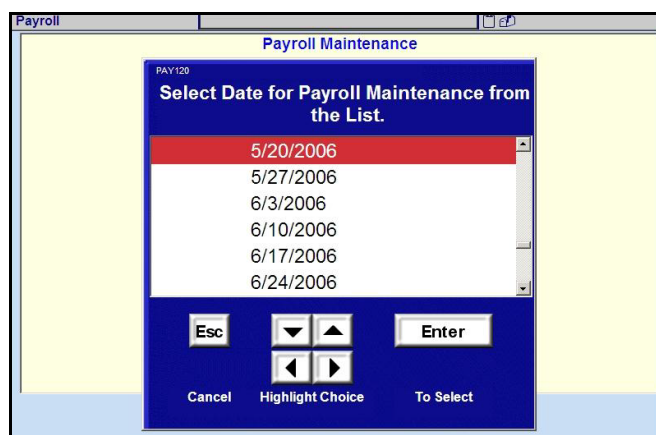 Payroll
Payroll Maintenance
PAY120
Select Date for Payroll Maintenance from
the List.
5/20/2006
5/27/2006
6/3/2006
6/10/2006
6/17/2006
6/24/2006
Esc
Enter
Cancel
Highlight Choice
To Select